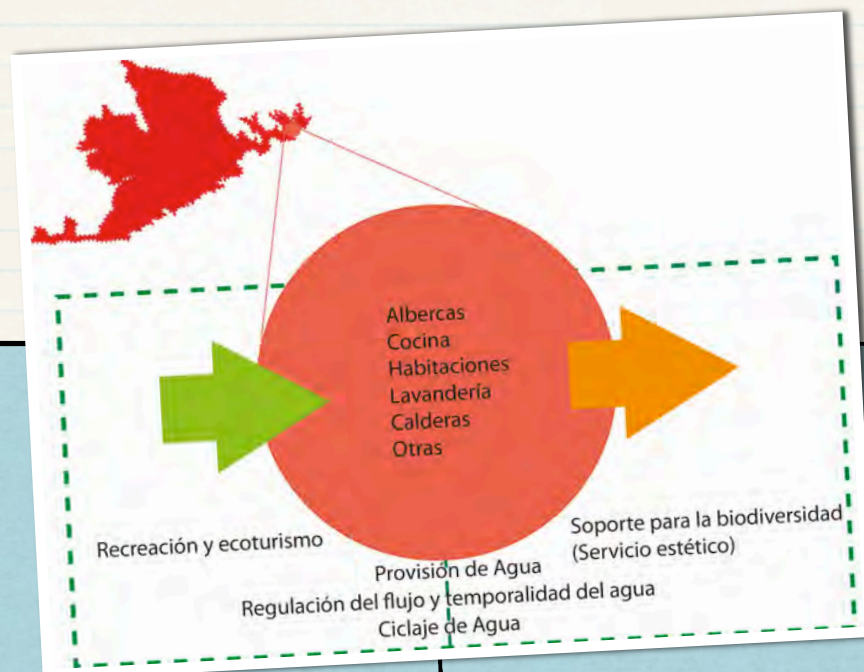 Albercas
Cocina
Habitaciones
Lavandería
Calderas
Otras
Recreación y ecoturismo
Soporte para la biodiversidad
(Servicio estético)
Provisión de Agua
Regulación del flujo y temporalidad del agua
Ciclaje de Agua